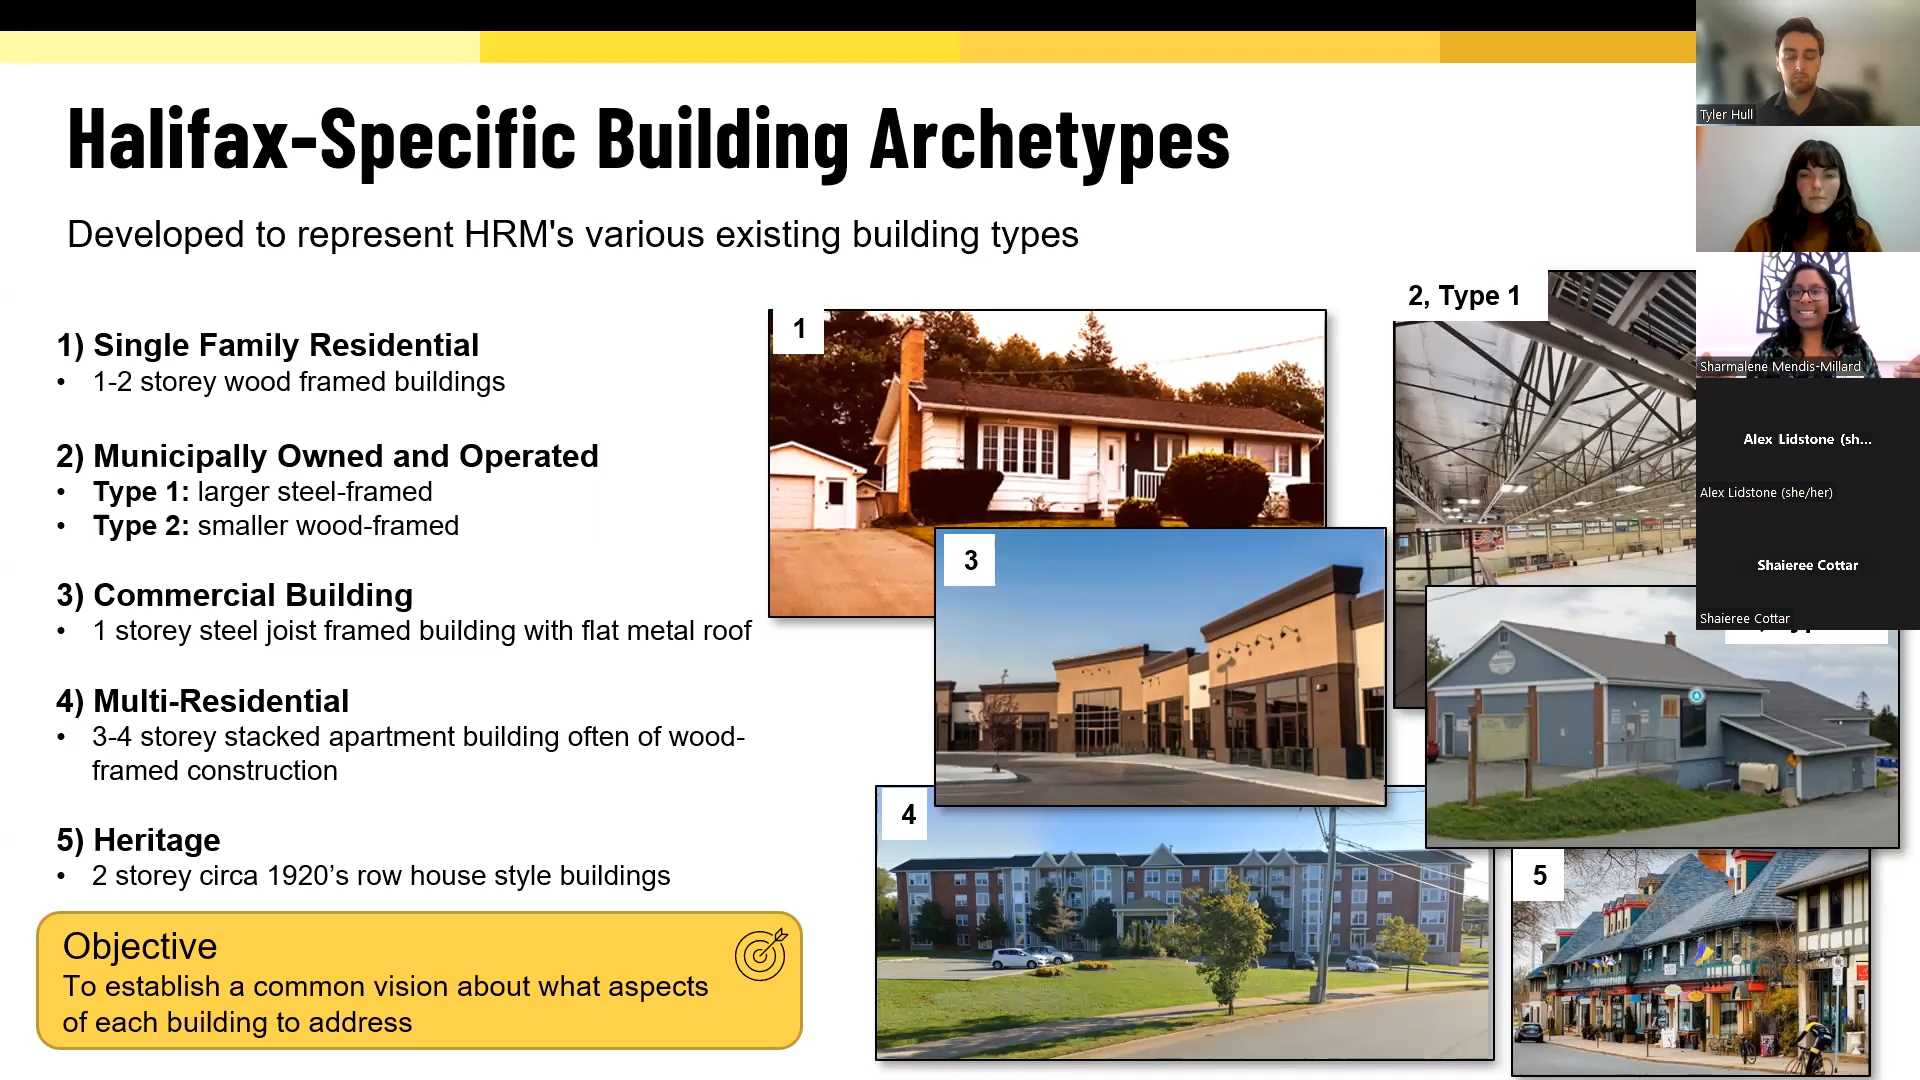 Halifax-Specific Building Archetypes
Developed to represent HRM's various existing building types
1) Single Family Residential
• 1-2 storey wood framed buildings
2) Municipally Owned and Operated
• Type 1: larger steel-framed
• Type 2: smaller wood-framed
3) Commercial Building
• 1 storey steel joist framed building with flat metal roof
4) Multi-Residential
• 3-4 storey stacked apartment building often of wood-
framed construction
5) Heritage
• 2 storey circa 1920’s row house style buildings
Objective
To establish a common vision about what aspects
of each building to address
1
2, Type 1
3
4
5
Tyler Hull
Sharmalene Mendis-Millard
Alex Lidstone (sh...
Alex Lidstone (she/her)
Shaieree Cottar
Shaieree Cottar